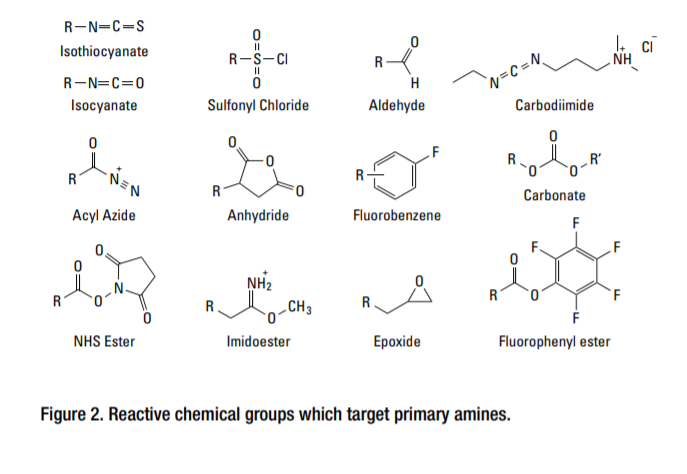 R–N=C=S
Isothiocyanate
R–N=C=O
Isocyanate
O
R–S–Cl
O
Sulfonyl Chloride
O
R
H
Aldehyde
N=C=N
NH
+
Cl
-
Carbodiimide
O
R
N
+
N
Acyl Azide
O
O
O
R
Anhydride
F
R
Fluorobenzene
O
R
O
O
R'
Carbonate
O
O
N
R
O
O
NHS Ester
NH2
+
R
O
CH3
Imidoester
O
R
Epoxide
F
F
F
O
R
O
F
F
Fluorophenyl ester
Figure 2. Reactive chemical groups which target primary amines.